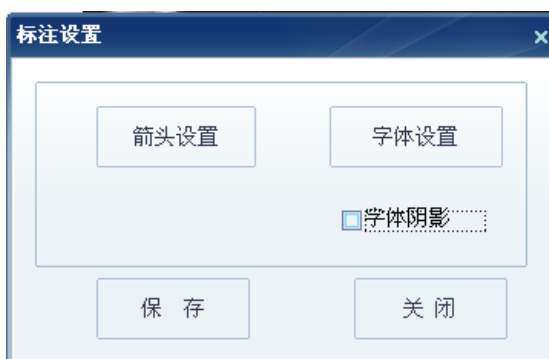 标注设置
箭头设置 字体设置
字体阴影
保 存 关 闭